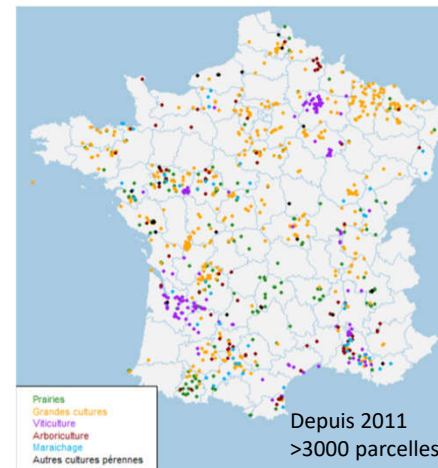 Prairies
Grandes cultures
Viticulture
Arboriculture
Maraichage
Autres cultures pérennes
Depuis 2011
>3000 parcelles